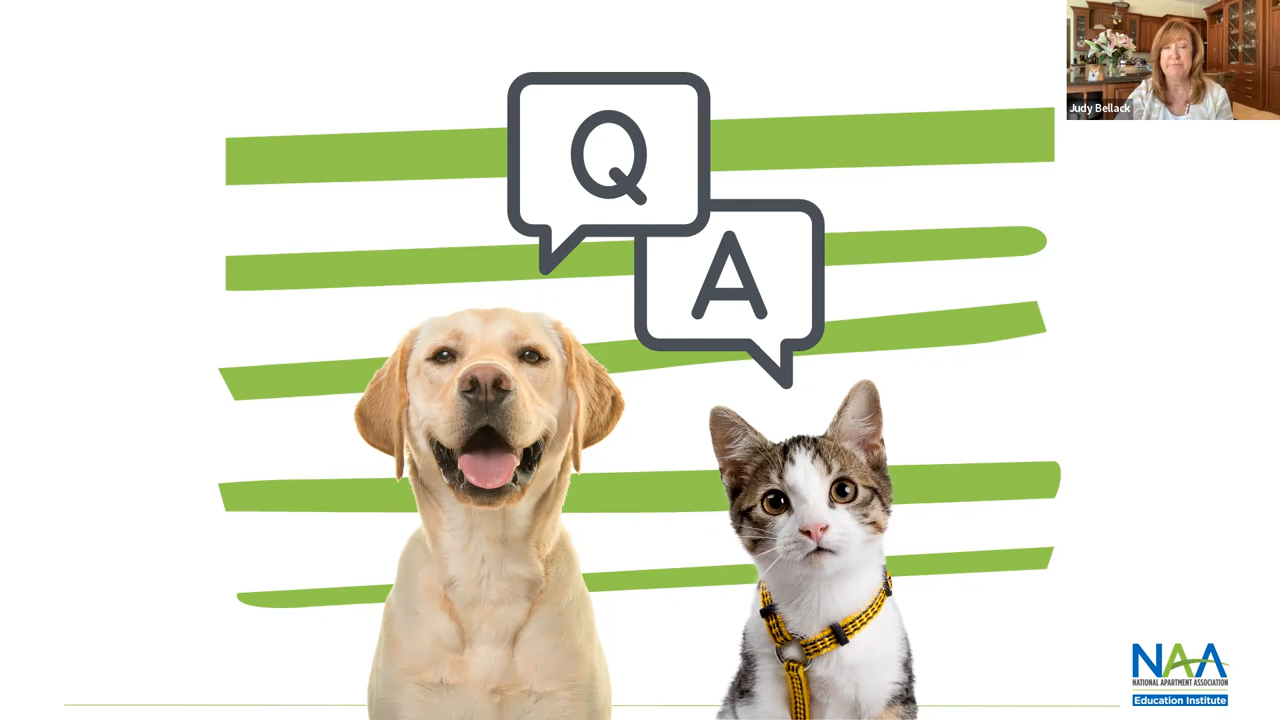 Judy Bellack
Q
A
NAA
NATIONAL APARTMENT ASSOCIATION
Education Institute